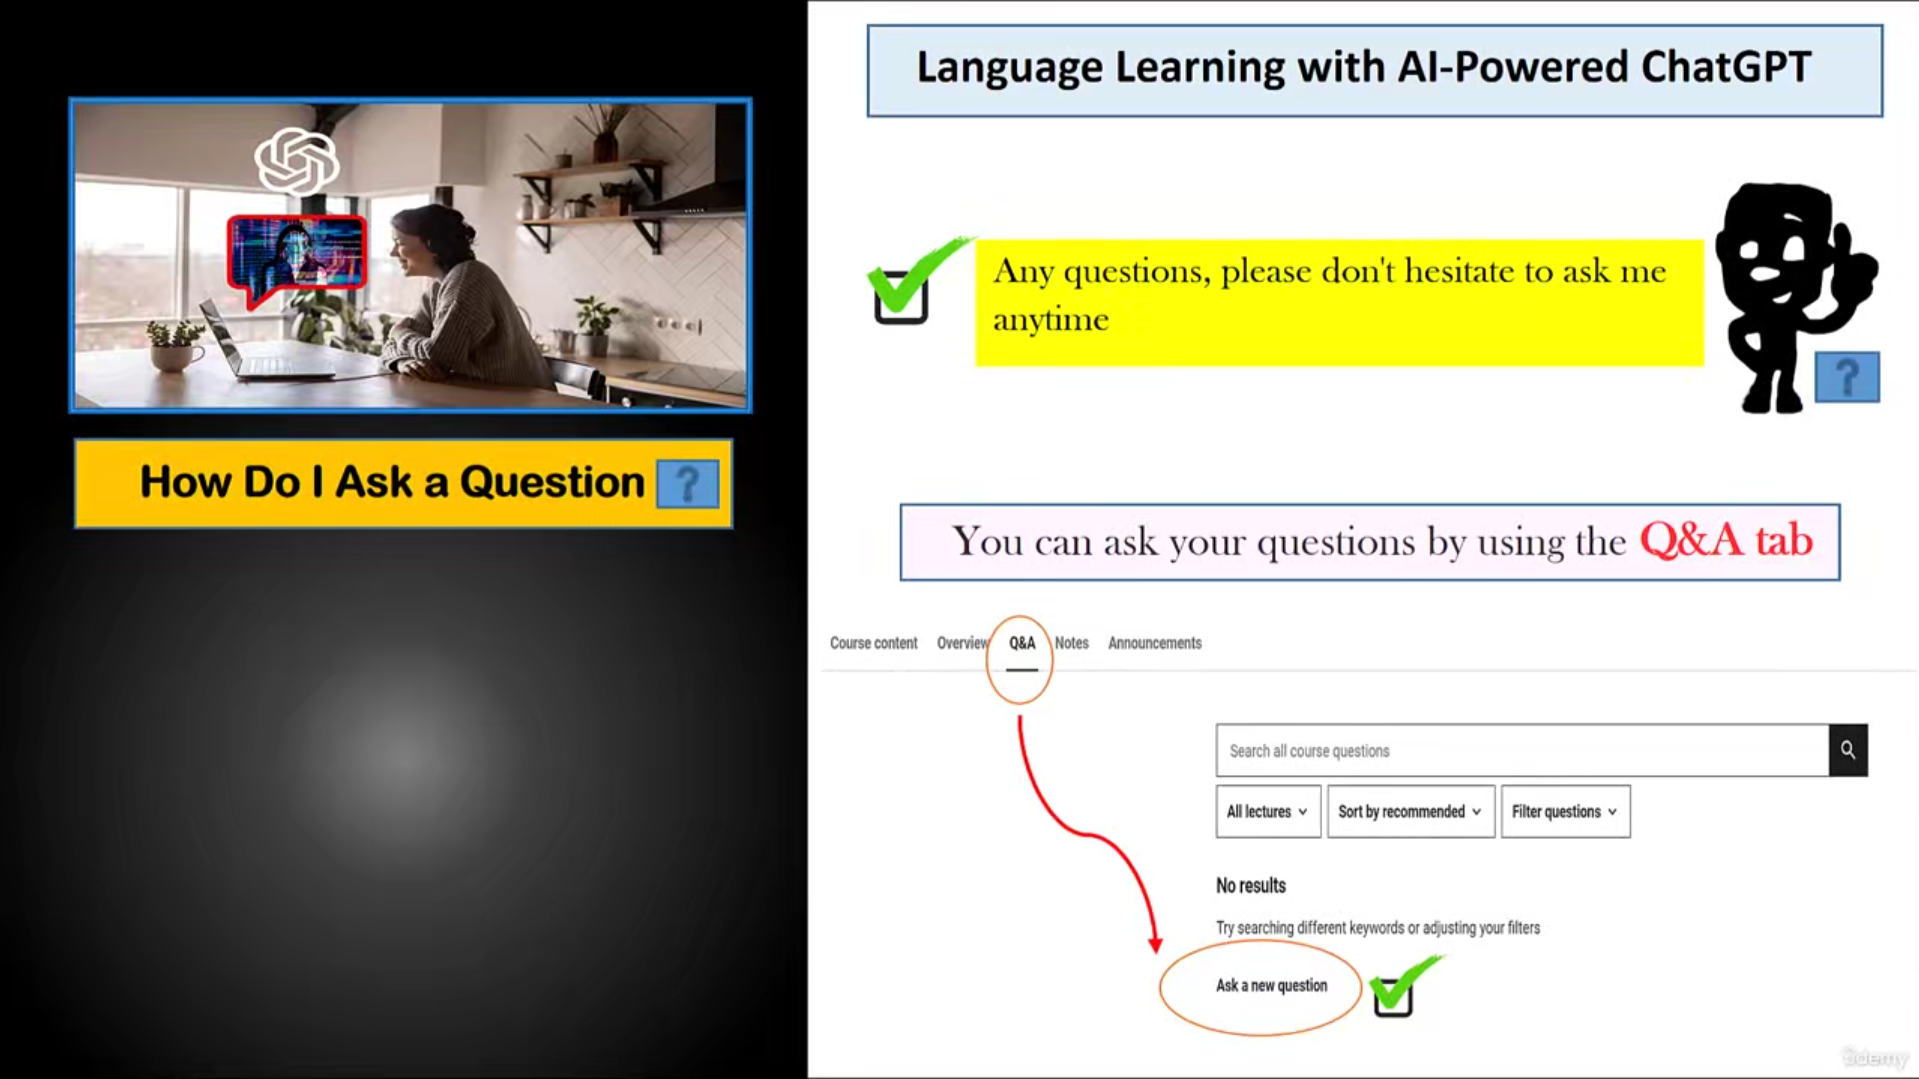 Language Learning with AI-Powered ChatGPT
Any questions, please don't hesitate to ask me
anytime
?
How Do I Ask a Question ?
You can ask your questions by using the Q&A tab
Course content Overview Q&A Notes Announcements
Search all course questions
All lectures Sort by recommended Filter questions
No results
Try searching different keywords or adjusting your filters
Ask a new question
ûdemy